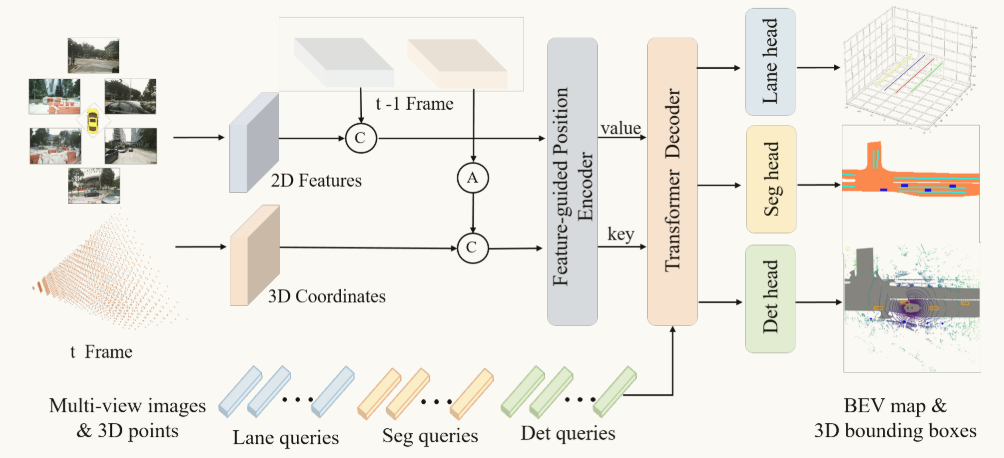 t -1 Frame
C
A
C
2D Features
3D Coordinates
t Frame
Multi-view images
& 3D points
Feature-guided Position
Encoder
value
key
Transformer Decoder
Lane head
Seg head
Det head
Lane queries
Seg queries
Det queries
BEV map &
3D bounding boxes